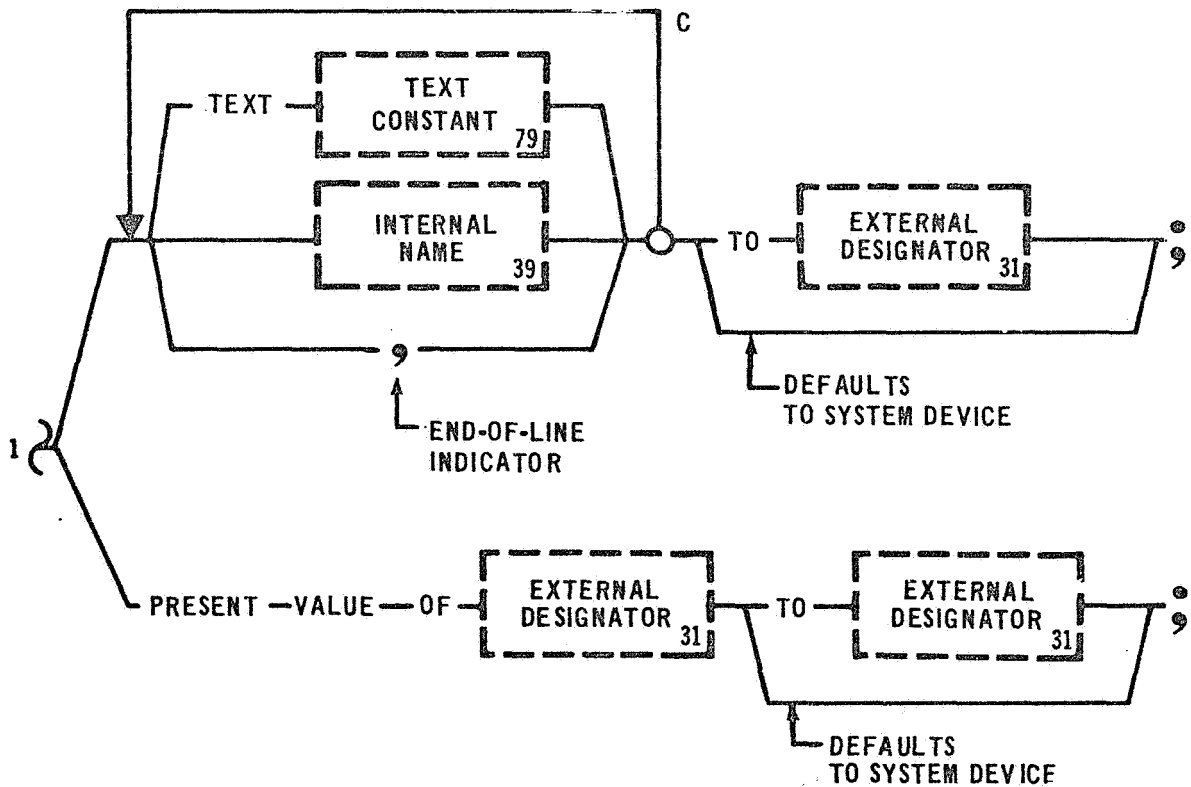 C
TEXT
TEXT
CONSTANT
79
INTERNAL
NAME
39
TO
EXTERNAL
DESIGNATOR
31
;
,
DEFAULTS
TO SYSTEM DEVICE
END-OF-LINE
INDICATOR
1
PRESENT VALUE OF
EXTERNAL
DESIGNATOR
31
TO
EXTERNAL
DESIGNATOR
31
;
DEFAULTS
TO SYSTEM DEVICE